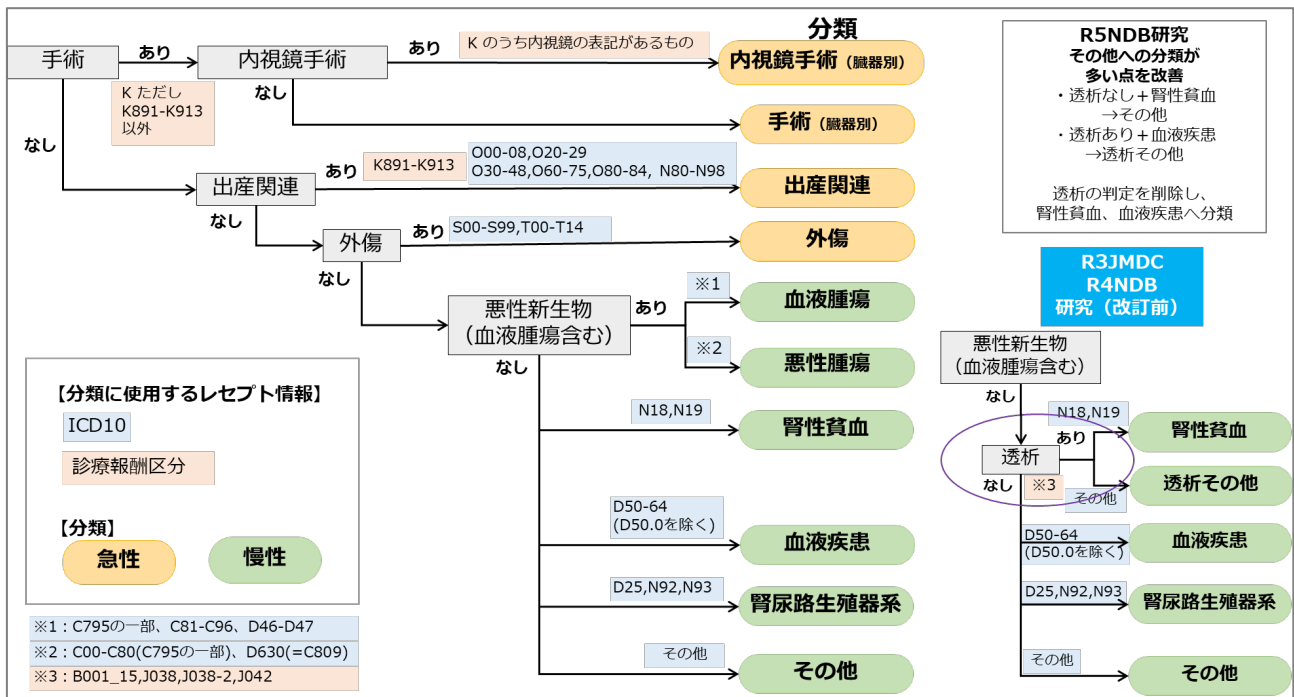 手術
あり
内視鏡手術
あり
K のうち内視鏡の表記があるもの
分類
内視鏡手術（臓器別）
K ただし
K891-K913
以外
なし
なし
手術（臓器別）
出産関連
あり
K891-K913
O00-08,O20-29
O30-48,O60-75,O80-84, N80-N98
出産関連
なし
外傷
あり
S00-S99,T00-T14
外傷
なし
悪性新生物
（血液腫瘍含む）
あり
※1
血液腫瘍
※2
悪性腫瘍
なし
N18,N19
腎性貧血
D50-64
(D50.0を除く)
血液疾患
D25,N92,N93
腎尿路生殖器系
その他
その他
【分類に使用するレセプト情報】
ICD10
診療報酬区分
【分類】
急性
慢性
※1：C795の一部、C81-C96、D46-D47
※2：C00-C80(C795の一部)、D630(=C809)
※3：B001_15,J038,J038-2,J042
R5NDB研究
その他への分類が
多い点を改善
・透析なし＋腎性貧血
→その他
・透析あり＋血液疾患
→透析その他
透析の判定を削除し、
腎性貧血、血液疾患へ分類
R3JMDC
R4NDB
研究（改訂前）
悪性新生物
（血液腫瘍含む）
なし
透析
あり
N18,N19
腎性貧血
なし
※3
その他
透析その他
D50-64
(D50.0を除く)
血液疾患
D25,N92,N93
腎尿路生殖器系
その他
その他